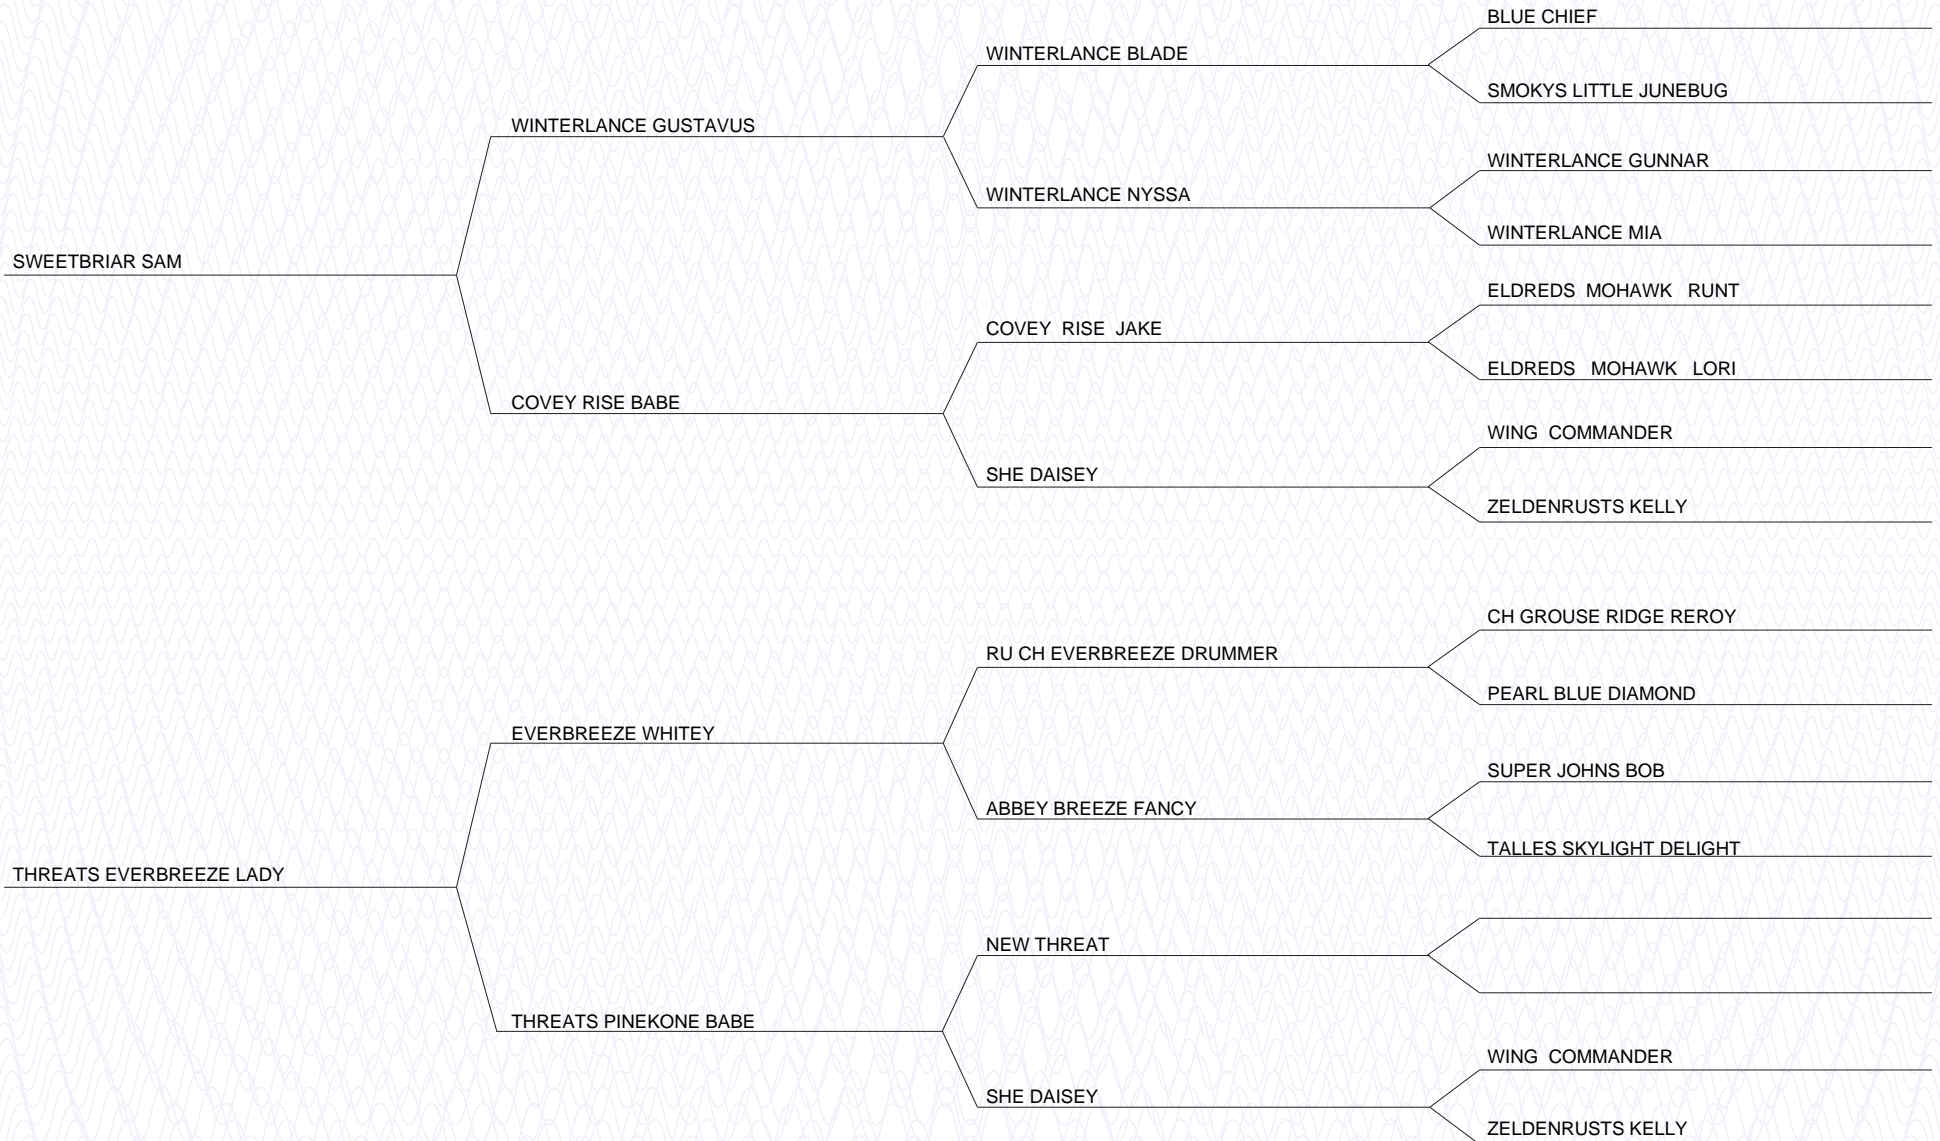 BLUE CHIEF
WINTERLANCE BLADE
SMOKYS LITTLE JUNEBUG
WINTERLANCE GUSTAVUS
WINTERLANCE GUNNAR
WINTERLANCE NYSSA
WINTERLANCE MIA
SWEETBRIAR SAM
ELDREDS  MOHAWK   RUNT
COVEY  RISE  JAKE
ELDREDS   MOHAWK   LORI
COVEY RISE BABE
WING  COMMANDER
SHE DAISEY
ZELDENRUSTS KELLY
CH GROUSE RIDGE REROY
RU CH EVERBREEZE DRUMMER
PEARL BLUE DIAMOND
EVERBREEZE WHITEY
SUPER JOHNS BOB
ABBEY BREEZE FANCY
TALLES SKYLIGHT DELIGHT
THREATS EVERBREEZE LADY
NEW THREAT
THREATS PINEKONE BABE
WING  COMMANDER
SHE DAISEY
ZELDENRUSTS KELLY